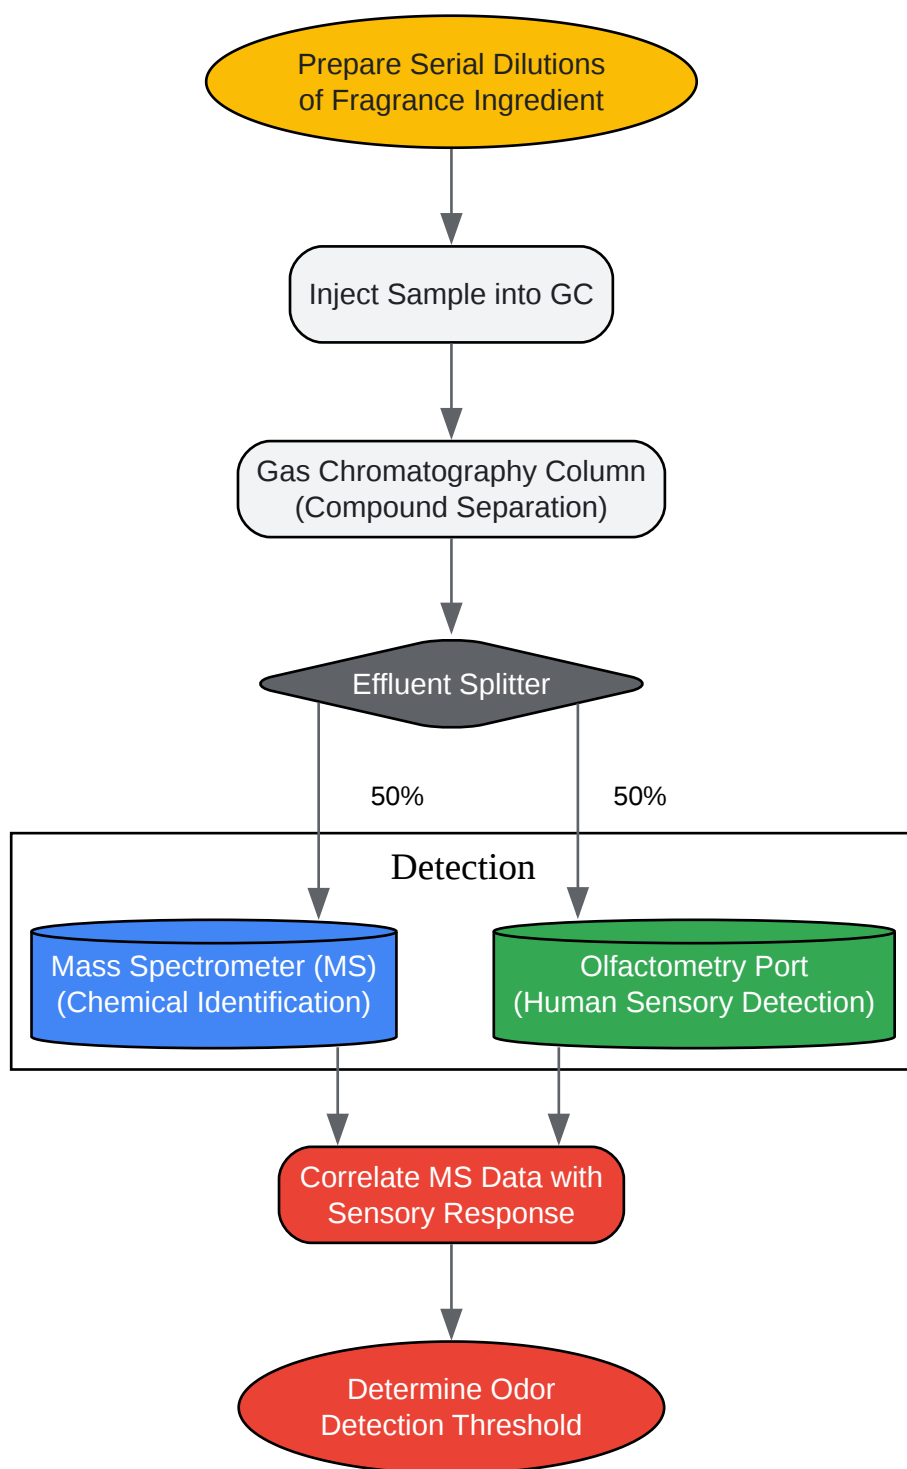 Prepare Serial Dilutions
of Fragrance Ingredient
Inject Sample into GC
Gas Chromatography Column
(Compound Separation)
Effluent Splitter
50%
50%
Detection
Mass Spectrometer (MS)
(Chemical Identification)
Olfactometry Port
(Human Sensory Detection)
Correlate MS Data with
Sensory Response
Determine Odor
Detection Threshold